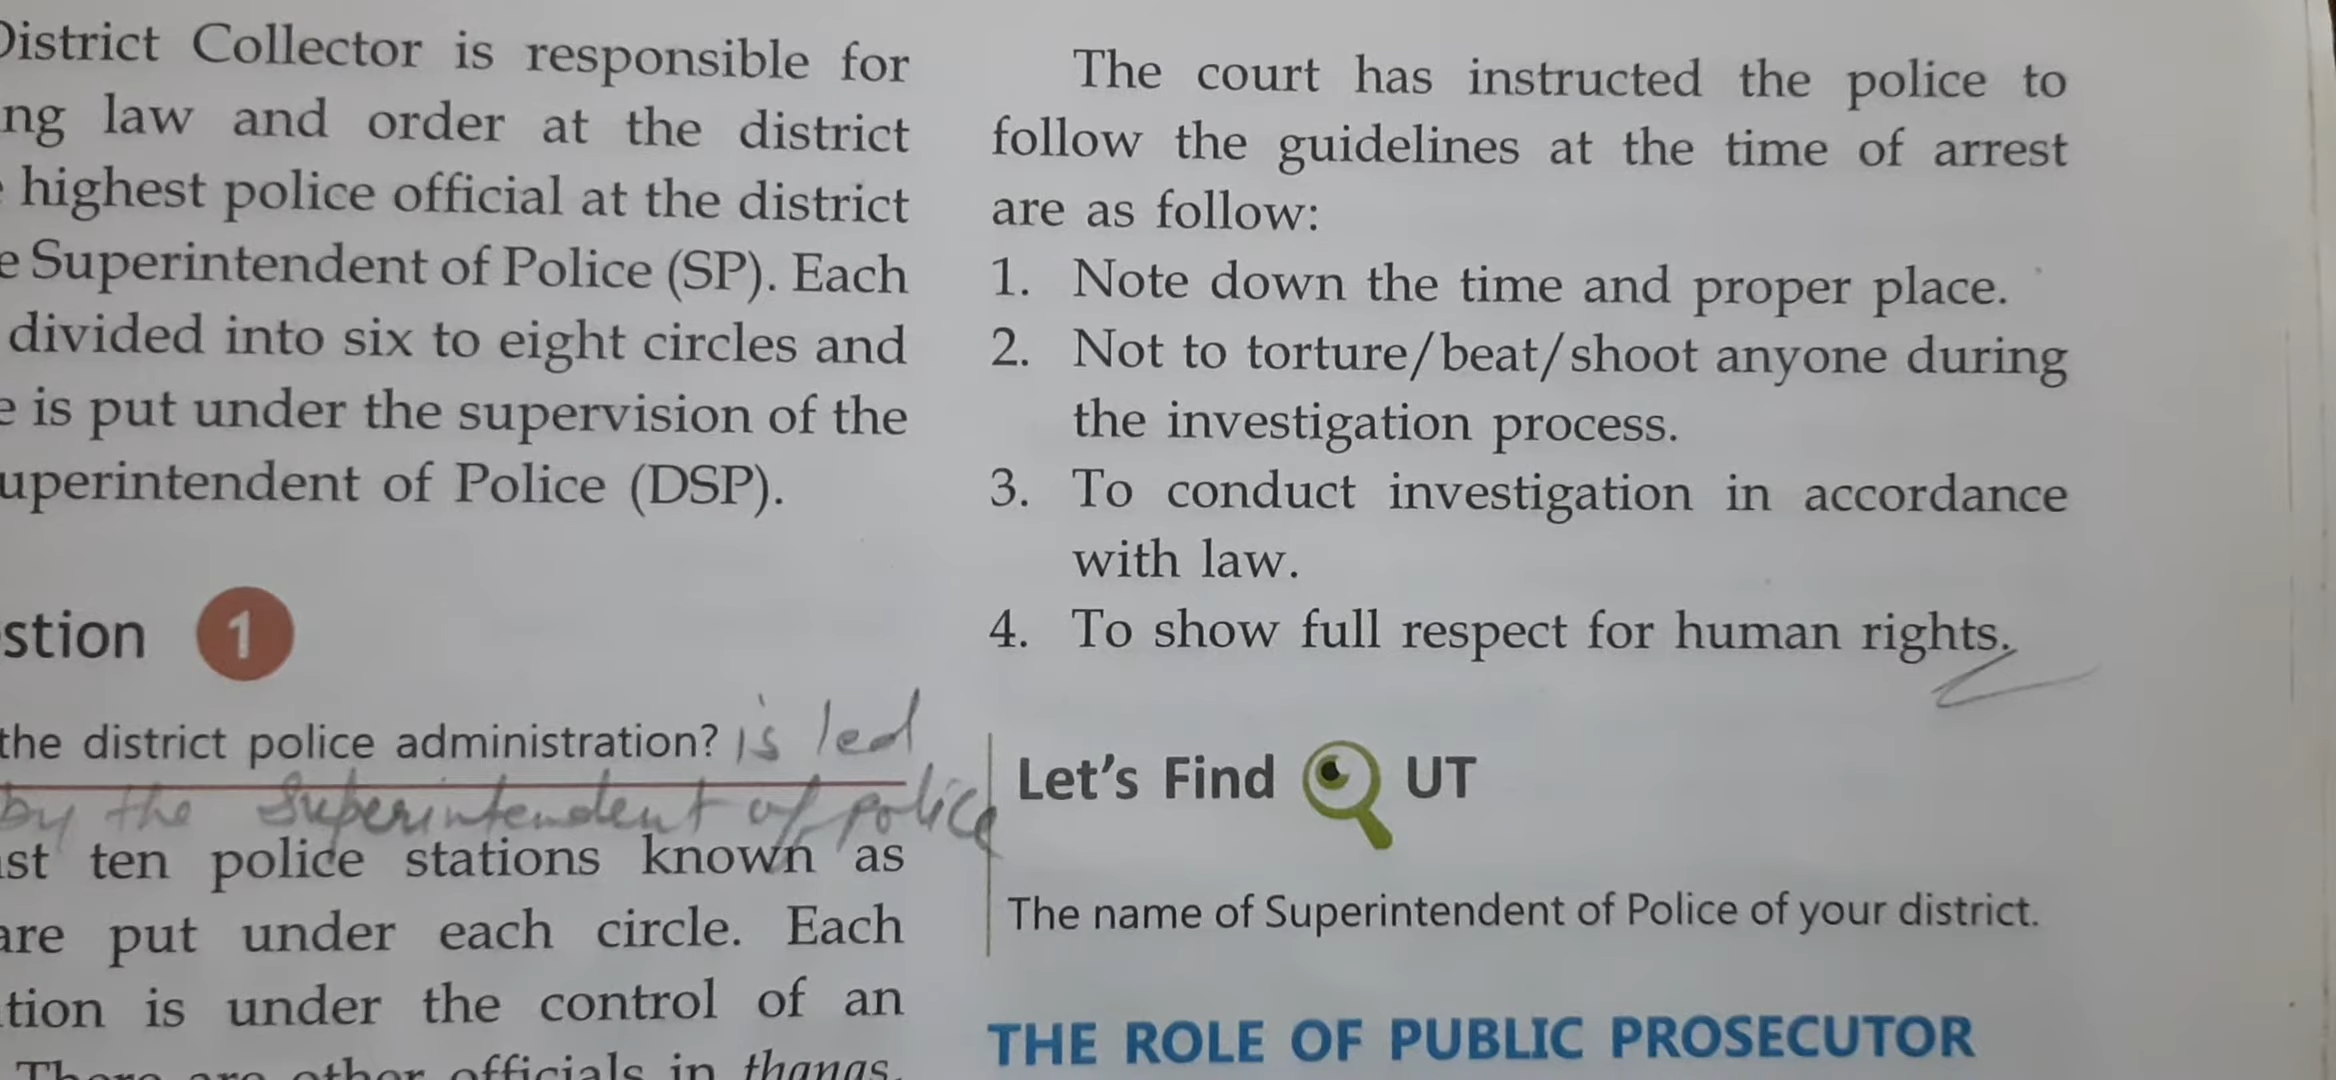 District Collector is responsible for
ng law and order at the district
highest police official at the district
e Superintendent of Police (SP). Each
divided into six to eight circles and
e is put under the supervision of the
uperintendent of Police (DSP).
stion 1
the district police administration? is led
by the Superintendent of police
st ten police stations known as
are put under each circle. Each
tion is under the control of an
There are other officials in thanas.
The court has instructed the police to
follow the guidelines at the time of arrest
are as follow:
1. Note down the time and proper place.
2. Not to torture/beat/shoot anyone during
the investigation process.
3. To conduct investigation in accordance
with law.
4. To show full respect for human rights.
Let's Find UT
The name of Superintendent of Police of your district.
THE ROLE OF PUBLIC PROSECUTOR